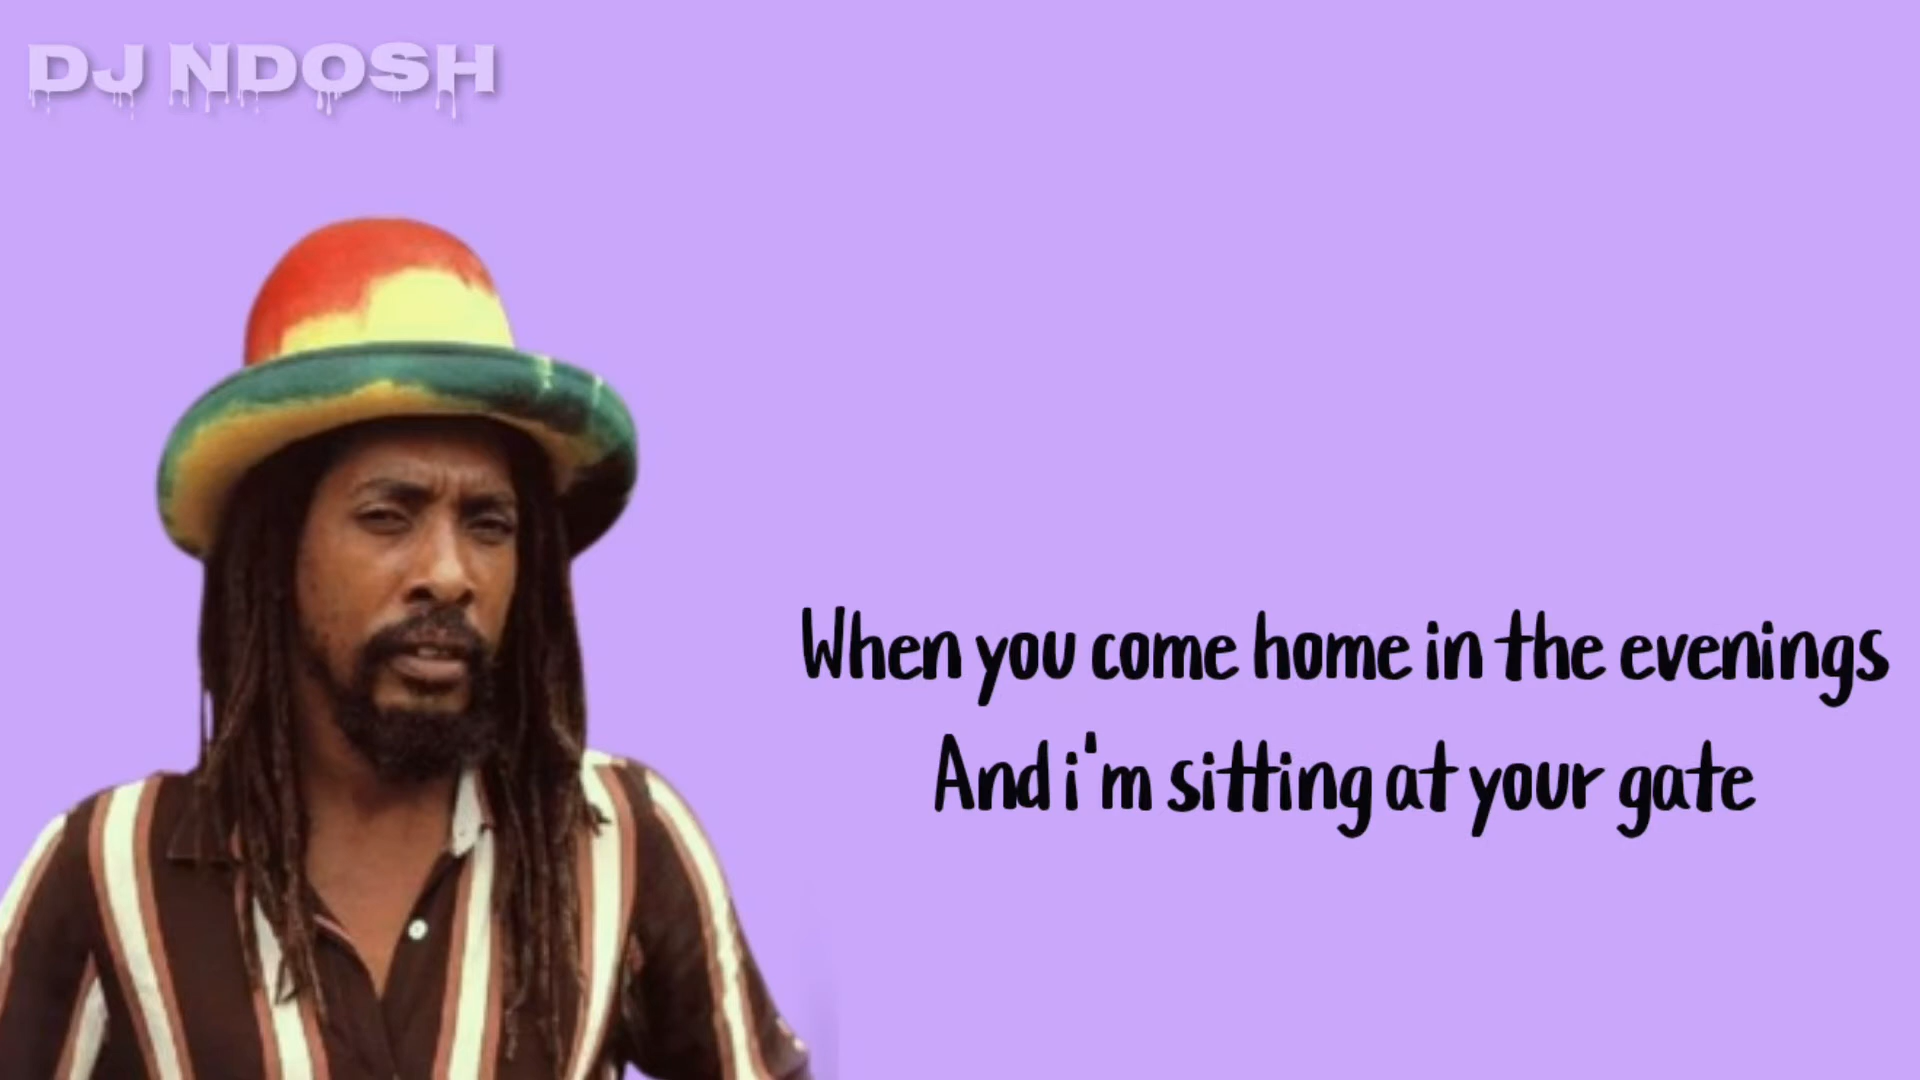 DJ NDOSH
When you come home in the evenings
And i'm sitting at your gate